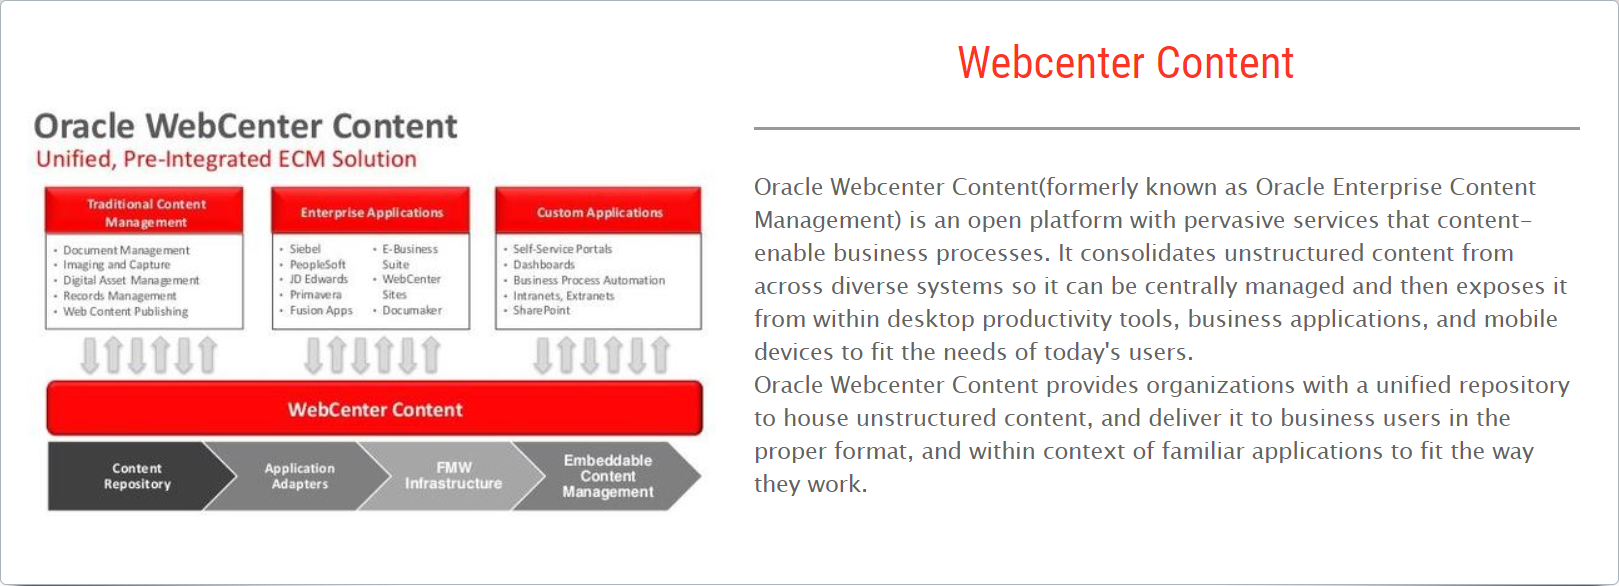 Webcenter Content
Oracle WebCenter Content
Unified, Pre-Integrated ECM Solution
Traditional Content
Management
• Document Management
• Imaging and Capture
• Digital Asset Management
• Records Management
• Web Content Publishing
Enterprise Applications
• Siebel
• PeopleSoft
• JD Edwards
• Primavera
• Fusion Apps
• E-Business
Suite
• WebCenter
Sites
• Documaker
Custom Applications
• Self-Service Portals
• Dashboards
• Business Process Automation
• Intranets, Extranets
• SharePoint
WebCenter Content
Content
Repository
Application
Adapters
FMW
Infrastructure
Embeddable
Content
Management
Oracle Webcenter Content(formerly known as Oracle Enterprise Content
Management) is an open platform with pervasive services that content-
enable business processes. It consolidates unstructured content from
across diverse systems so it can be centrally managed and then exposes it
from within desktop productivity tools, business applications, and mobile
devices to fit the needs of today's users.
Oracle Webcenter Content provides organizations with a unified repository
to house unstructured content, and deliver it to business users in the
proper format, and within context of familiar applications to fit the way
they work.